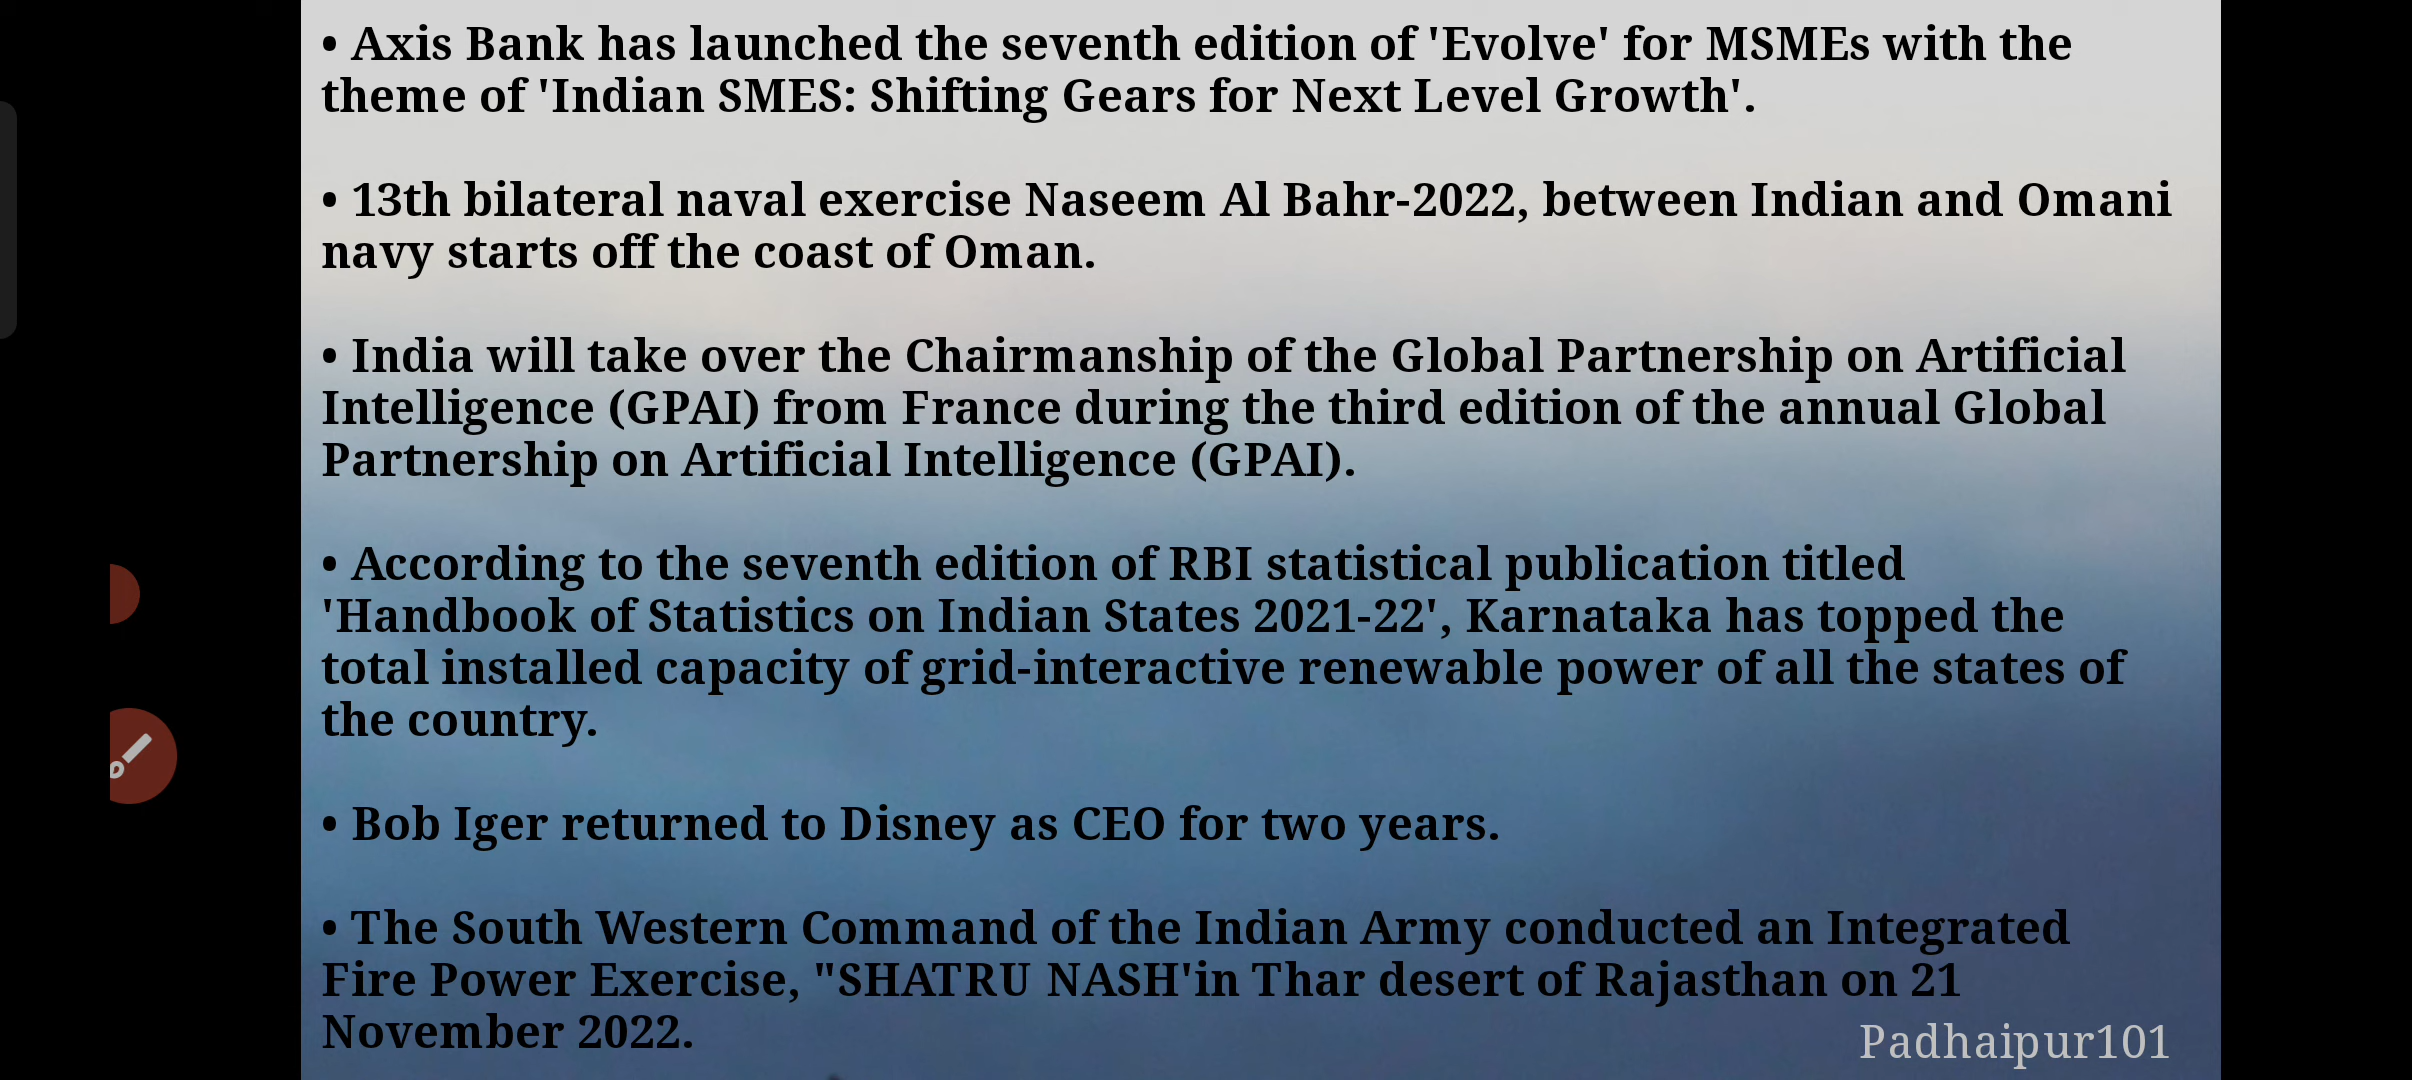 • Axis Bank has launched the seventh edition of 'Evolve' for MSMEs with the
theme of 'Indian SMES: Shifting Gears for Next Level Growth'.
• 13th bilateral naval exercise Naseem Al Bahr-2022, between Indian and Omani
navy starts off the coast of Oman.
• India will take over the Chairmanship of the Global Partnership on Artificial
Intelligence (GPAI) from France during the third edition of the annual Global
Partnership on Artificial Intelligence (GPAI).
• According to the seventh edition of RBI statistical publication titled
'Handbook of Statistics on Indian States 2021-22', Karnataka has topped the
total installed capacity of grid-interactive renewable power of all the states of
the country.
• Bob Iger returned to Disney as CEO for two years.
• The South Western Command of the Indian Army conducted an Integrated
Fire Power Exercise, "SHATRU NASH'in Thar desert of Rajasthan on 21
November 2022.
Padhaipur101